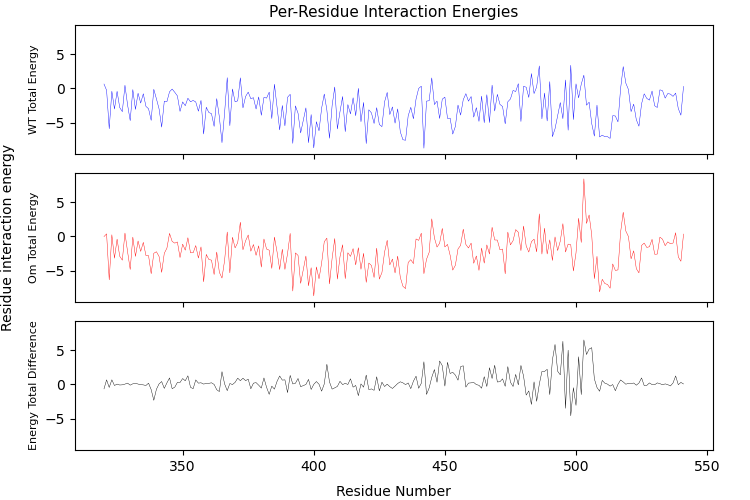 Per-Residue Interaction Energies
Residue interaction energy
WT Total Energy
5
0
−5
Om Total Energy
5
0
−5
Energy Total Difference
5
0
−5
350
400
450
500
550
Residue Number